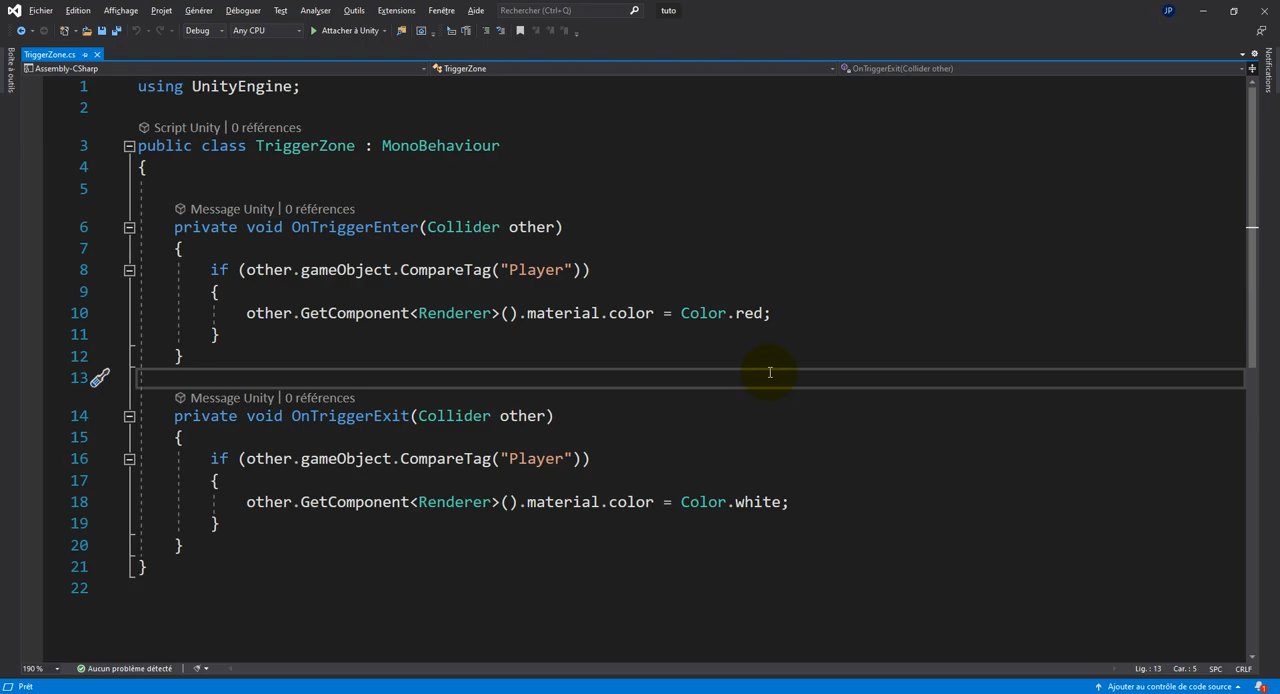 Fichier Edition Affichage Projet Générer Déboguer Test Analyser Outils Extensions Fenêtre Aide Rechercher (Ctrl+Q) tuto JP
Debug Any CPU Attacher à Unity
TriggerZone.cs
Assembly-CSharp TriggerZone OnTriggerExit(Collider other)
Boîte à outils
Notifications
1 using UnityEngine;
2
Script Unity | 0 références
3 public class TriggerZone : MonoBehaviour
4 {
5
Message Unity | 0 références
6 private void OnTriggerEnter(Collider other)
7 {
8 if (other.gameObject.CompareTag("Player"))
9 {
10 other.GetComponent<Renderer>().material.color = Color.red;
11 }
12 }
13
Message Unity | 0 références
14 private void OnTriggerExit(Collider other)
15 {
16 if (other.gameObject.CompareTag("Player"))
17 {
18 other.GetComponent<Renderer>().material.color = Color.white;
19 }
20 }
21 }
22
190 % Aucun problème détecté Lig. : 13 Car. : 5 SPC CRLF
Prêt Ajouter au contrôle de code source 1